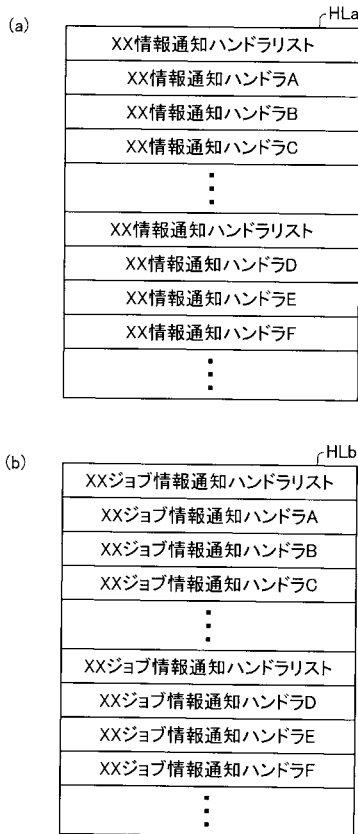 (a)
HLa
XX情報通知ハンドラリスト
XX情報通知ハンドラA
XX情報通知ハンドラB
XX情報通知ハンドラC
XX情報通知ハンドラリスト
XX情報通知ハンドラD
XX情報通知ハンドラE
XX情報通知ハンドラF
(b)
HLb
XXジョブ情報通知ハンドラリスト
XXジョブ情報通知ハンドラA
XXジョブ情報通知ハンドラB
XXジョブ情報通知ハンドラC
XXジョブ情報通知ハンドラリスト
XXジョブ情報通知ハンドラD
XXジョブ情報通知ハンドラE
XXジョブ情報通知ハンドラF